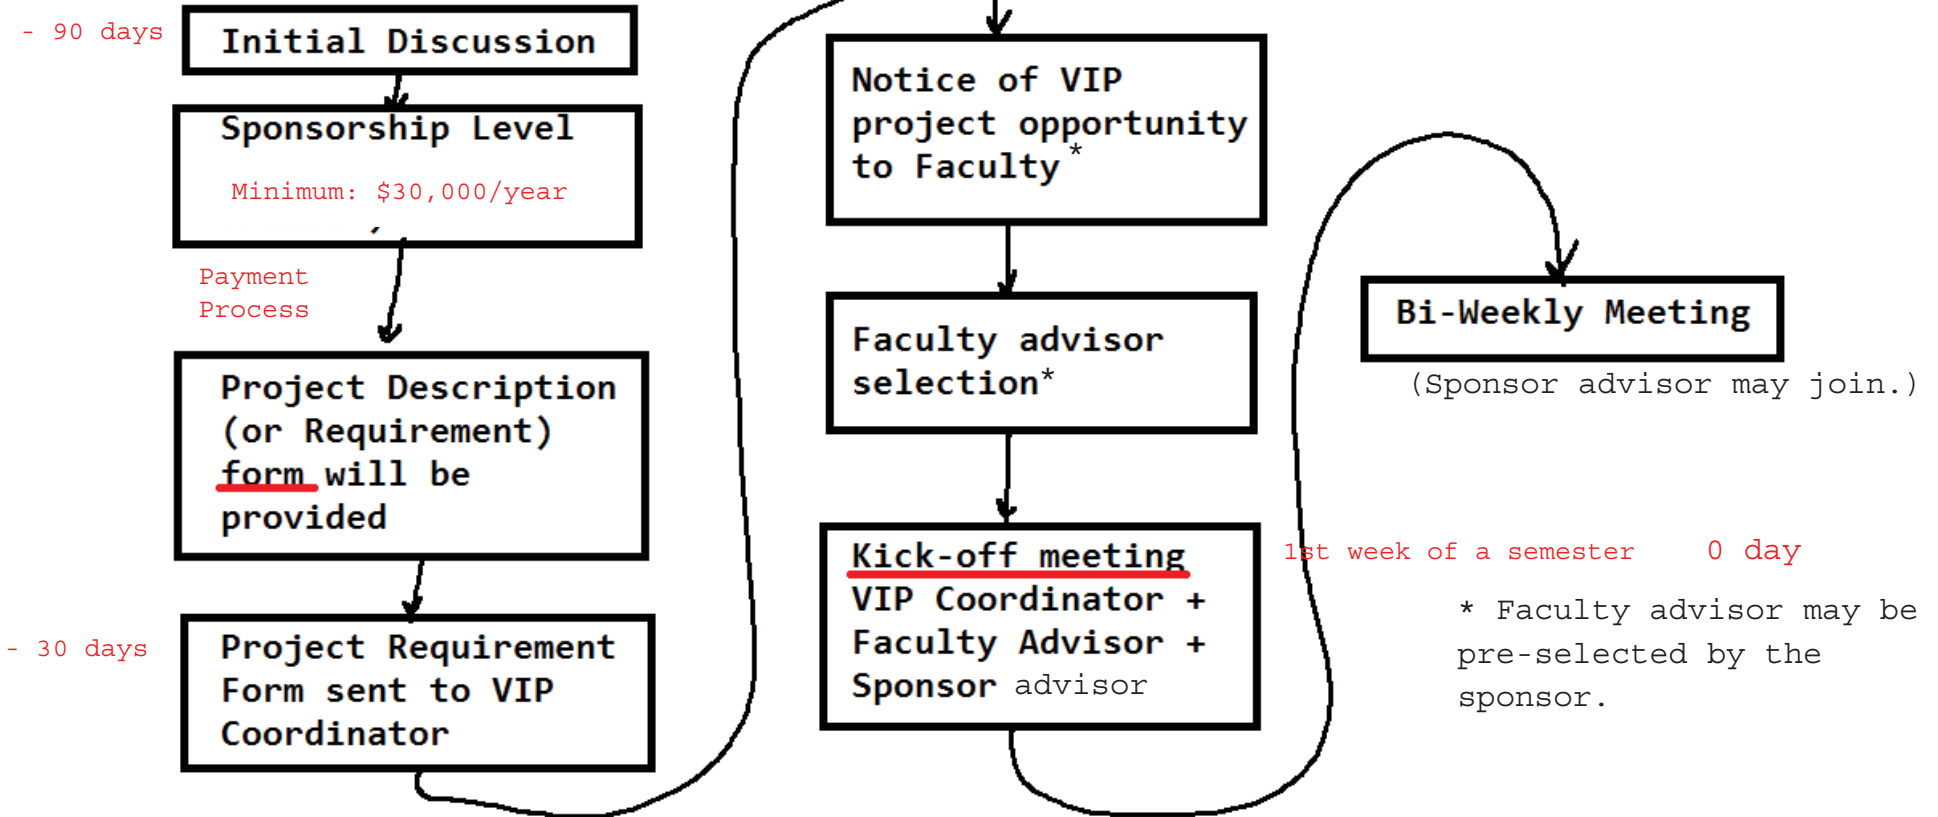 - 90 days
Initial Discussion
Sponsorship Level
Minimum: $30,000/year
Payment
Process
Project Description
(or Requirement)
form will be
provided
- 30 days
Project Requirement
Form sent to VIP
Coordinator
Notice of VIP
project opportunity
to Faculty*
Faculty advisor
selection*
Kick-off meeting
VIP Coordinator +
Faculty Advisor +
Sponsor advisor
1st week of a semester 0 day
Bi-Weekly Meeting
(Sponsor advisor may join.)
* Faculty advisor may be
pre-selected by the
sponsor.